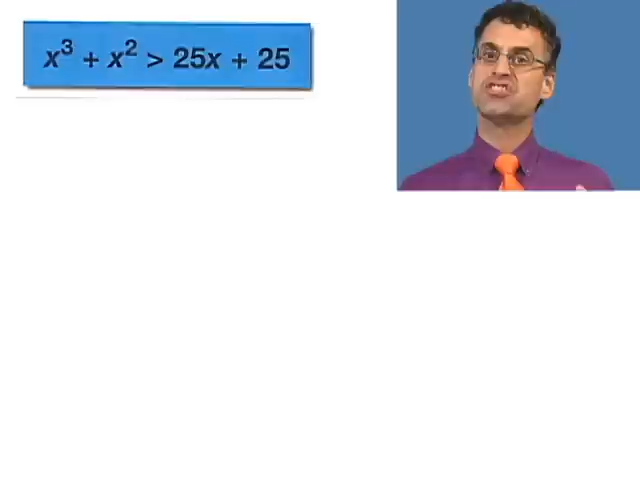 x³ + x² > 25x + 25